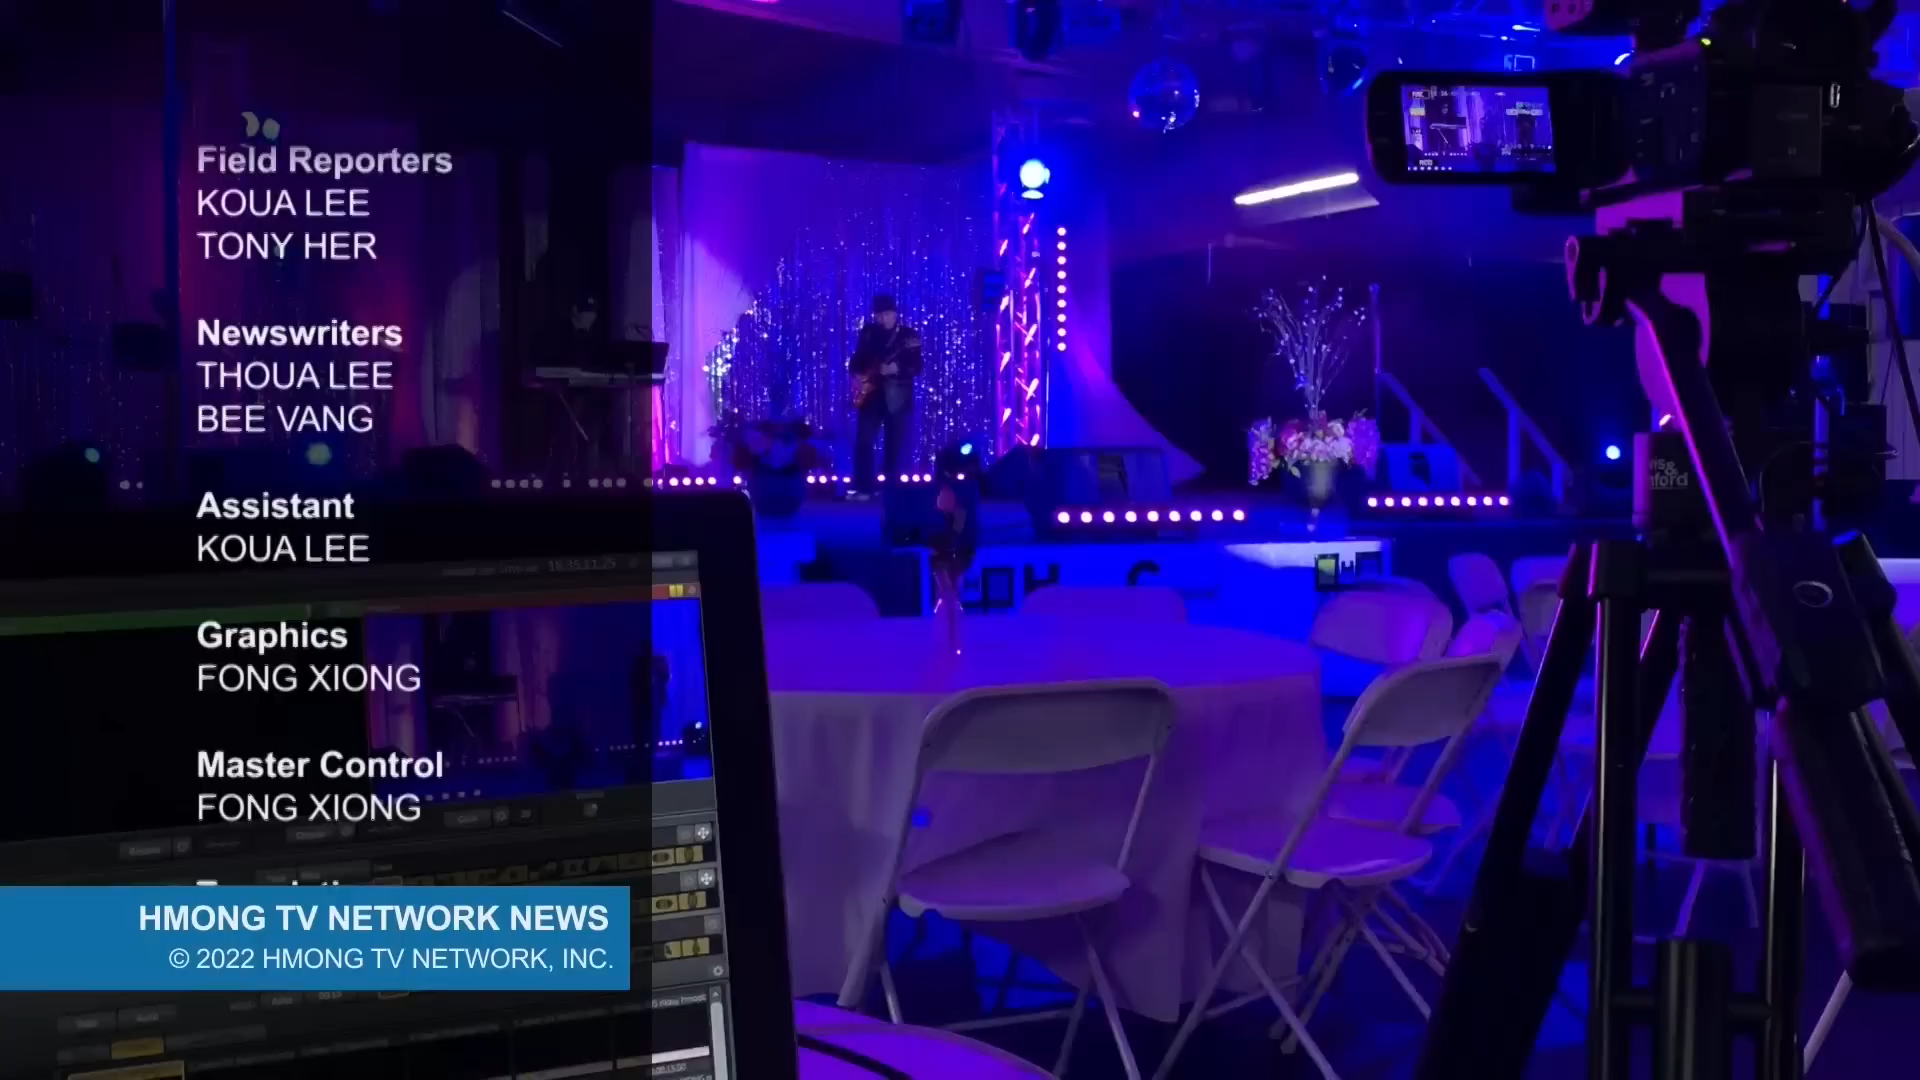 Field Reporters
KOUA LEE
TONY HER
Newswriters
THOUA LEE
BEE VANG
Assistant
KOUA LEE
Graphics
FONG XIONG
Master Control
FONG XIONG
HMONG TV NETWORK NEWS
© 2022 HMONG TV NETWORK, INC.